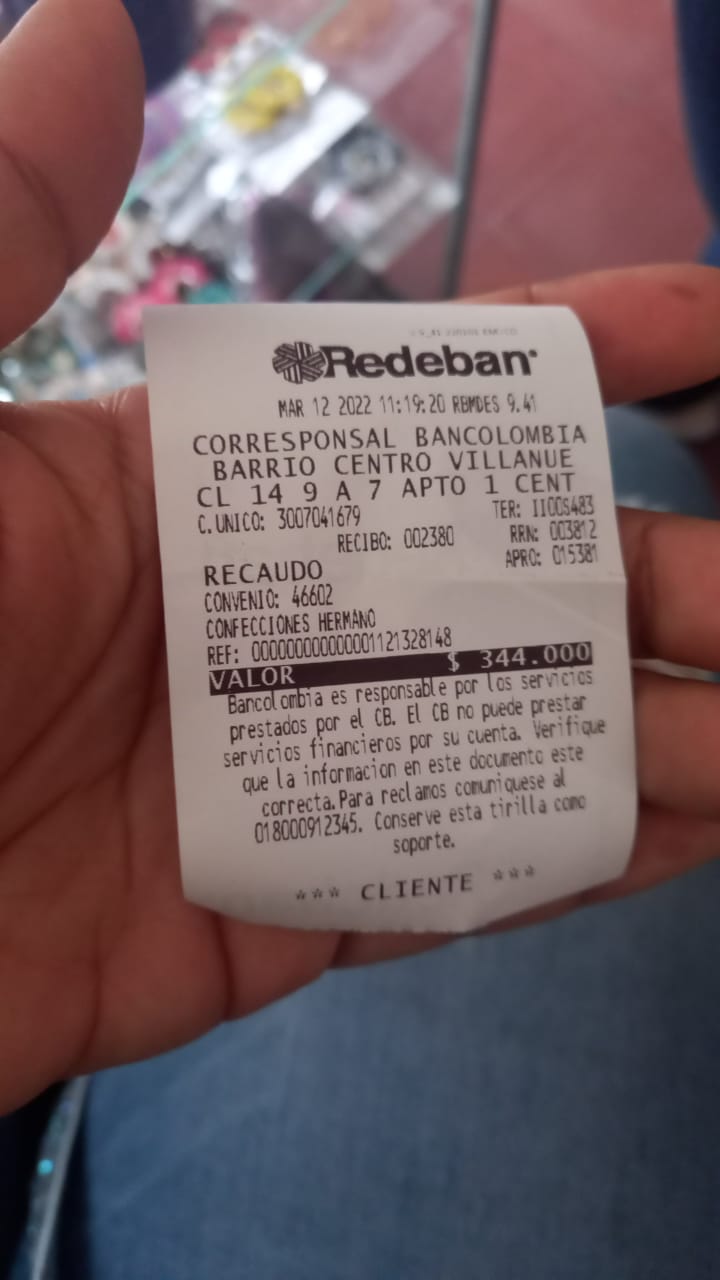 Redeban
MAR 12 2022 11:19:20 RBMDES 9.41
CORRESPONSAL BANCOLOMBIA
BARRIO CENTRO VILLANUE
CL 14 9 A 7 APTO 1 CENT
C. UNICO: 3007041679 TER: II00S483
RECIBO: 002380 RRN: 003812
APRO: 015381
RECAUDO
CONVENIO: 46602
CONFECCIONES HERMANO
REF: 000000000000001121328148
VALOR $ 344.000
Bancolombia es responsable por los servicios
prestados por el CB. El CB no puede prestar
servicios financieros por su cuenta. Verifique
que la informacion en este documento este
correcta.Para reclamos comuniquese al
018000912345. Conserve esta tirilla como
soporte.
*** CLIENTE ***